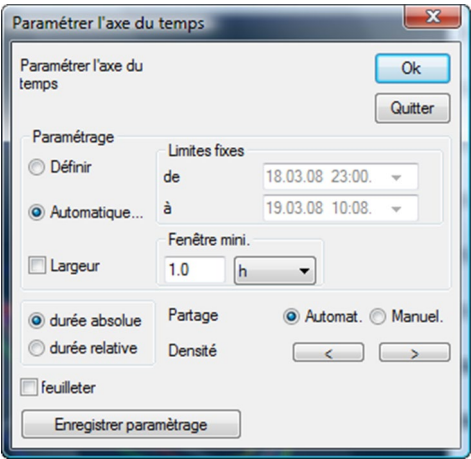 Paramétrer l'axe du temps
Paramétrer l'axe du
temps
Ok
Quitter
Paramétrage
Définir
Automatique...
Largeur
Limites fixes
de 18.03.08 23:00.
à 19.03.08 10:08.
Fenêtre mini.
1.0 h
durée absolue
durée relative
Partage Automat. Manuel.
Densité < >
feuilleter
Enregistrer paramètrage